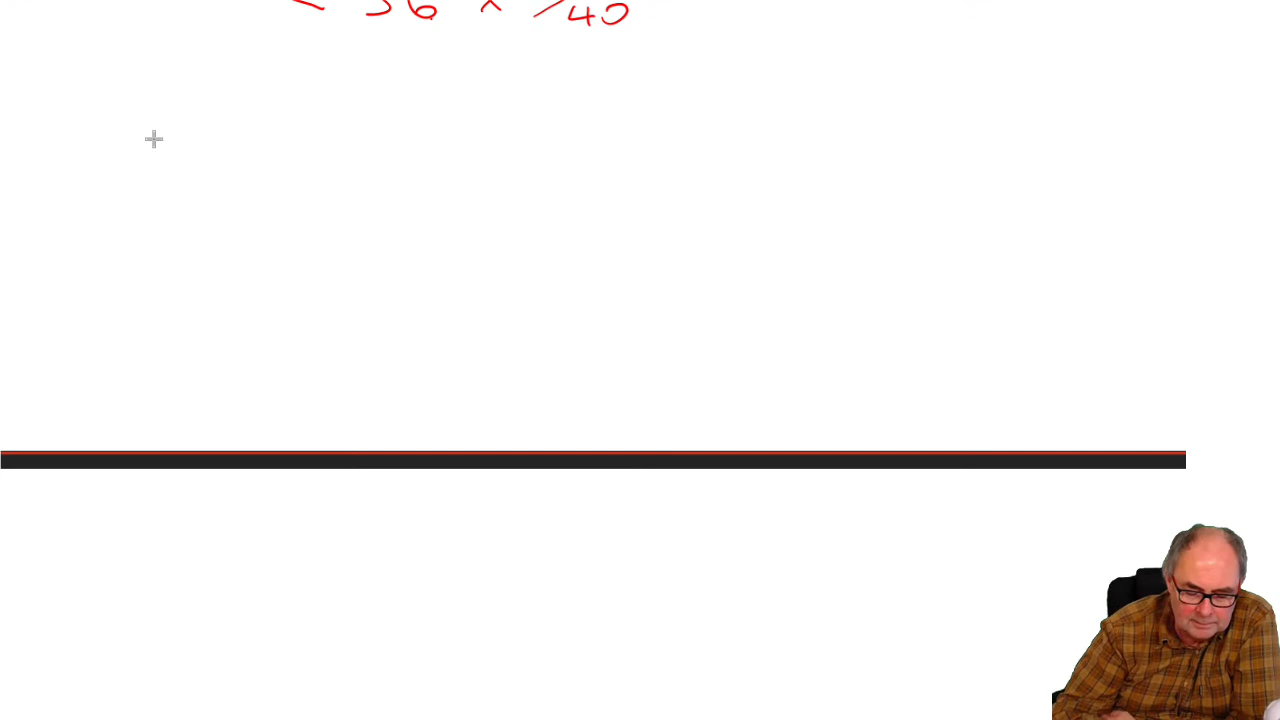 = 36 × /40